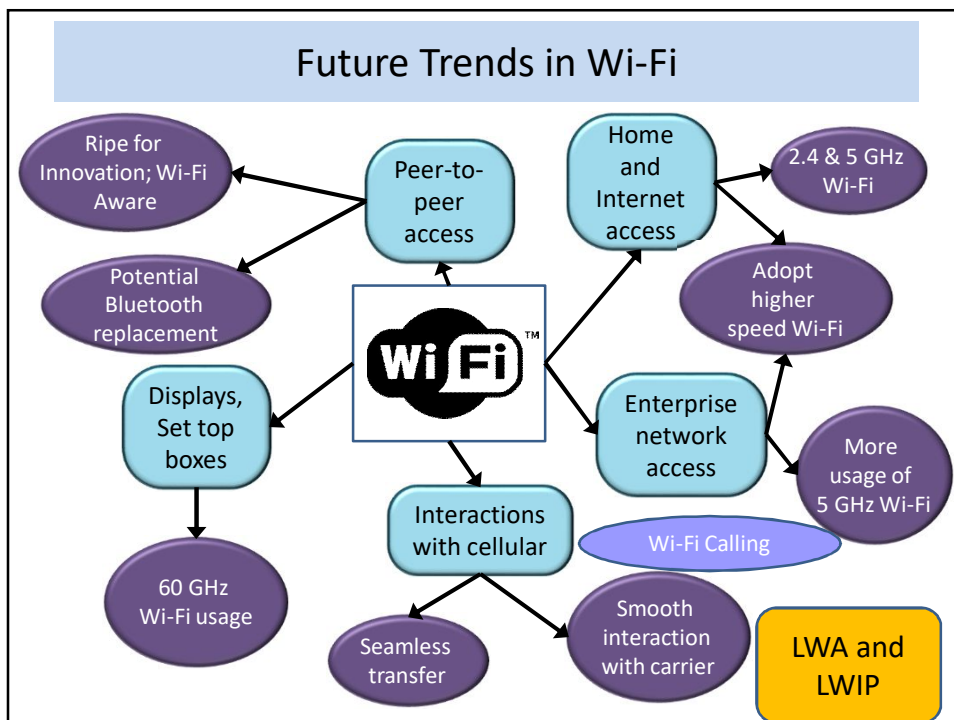 Future Trends in Wi-Fi
Ripe for
Innovation; Wi-Fi
Aware
Peer-to-
peer
access
Home
and
Internet
access
2.4 & 5 GHz
Wi-Fi
Potential
Bluetooth
replacement
Adopt
higher
speed Wi-Fi
Wi Fi™
Displays,
Set top
boxes
Enterprise
network
access
More
usage of
5 GHz Wi-Fi
Interactions
with cellular
Wi-Fi Calling
60 GHz
Wi-Fi usage
Seamless
transfer
Smooth
interaction
with carrier
LWA and
LWIP